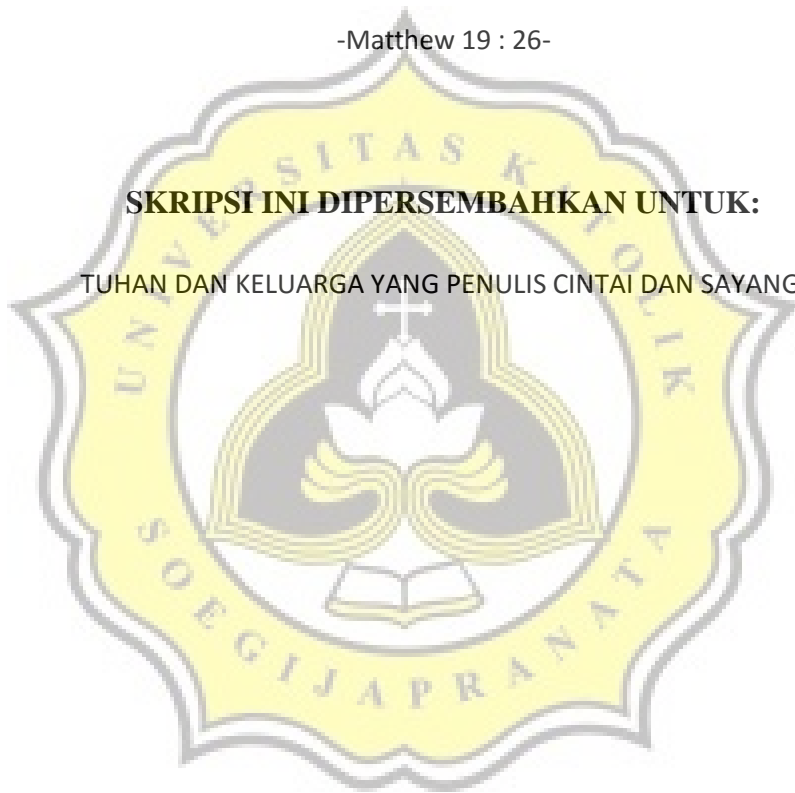 -Matthew 19 : 26-
SKRIPSI INI DIPERSEMBAHKAN UNTUK:
TUHAN DAN KELUARGA YANG PENULIS CINTAI DAN SAYANG
UNIVERSITAS KATOLIK
SOEGIJAPRANATA